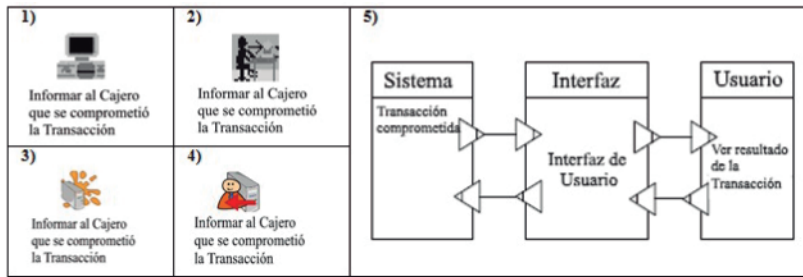 1)
Informar al Cajero
que se comprometió
la Transacción
2)
Informar al Cajero
que se comprometió
la Transacción
3)
Informar al Cajero
que se comprometió
la Transacción
4)
Informar al Cajero
que se comprometió
la Transacción
5)
Sistema
Transacción
comprometida
Interfaz
Interfaz de
Usuario
Usuario
Ver resultado
de la
Transacción